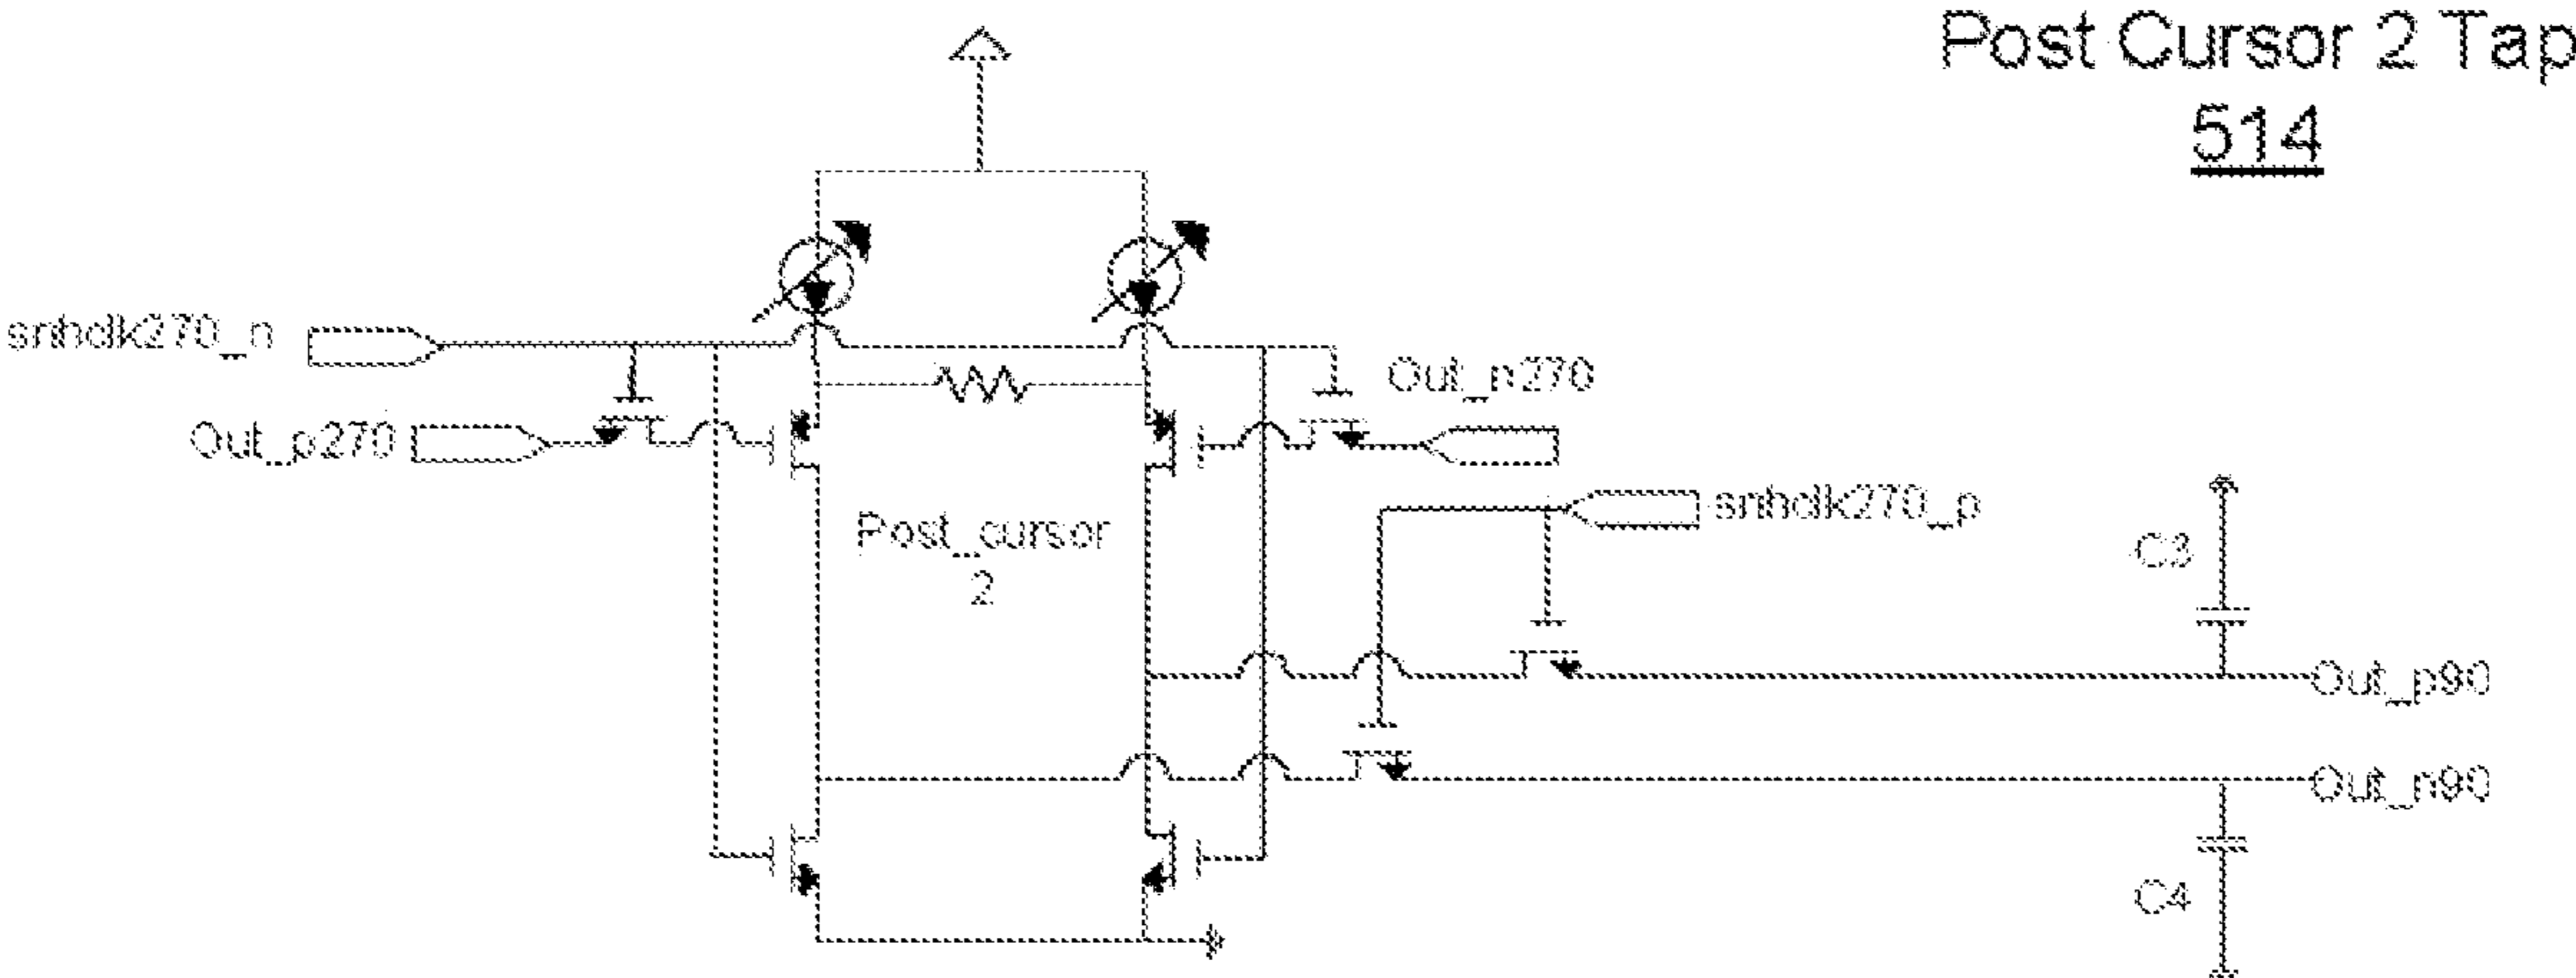 Post Cursor 2 Tap
514
snhclk270_n
Out_n270
Out_p270
snhclk270_p
Post_cursor
2
C3
Out_p90
Out_n90
C4